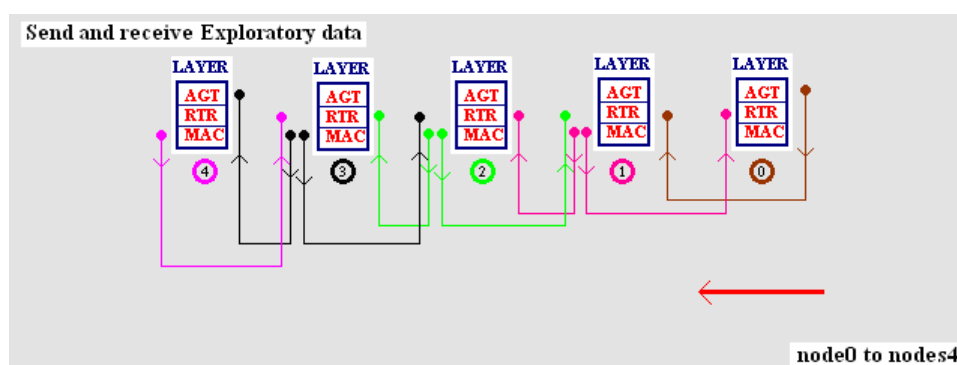 Send and receive Exploratory data
LAYER
AGT
RTR
MAC
4
LAYER
AGT
RTR
MAC
3
LAYER
AGT
RTR
MAC
2
LAYER
AGT
RTR
MAC
1
LAYER
AGT
RTR
MAC
0
node0 to nodes4